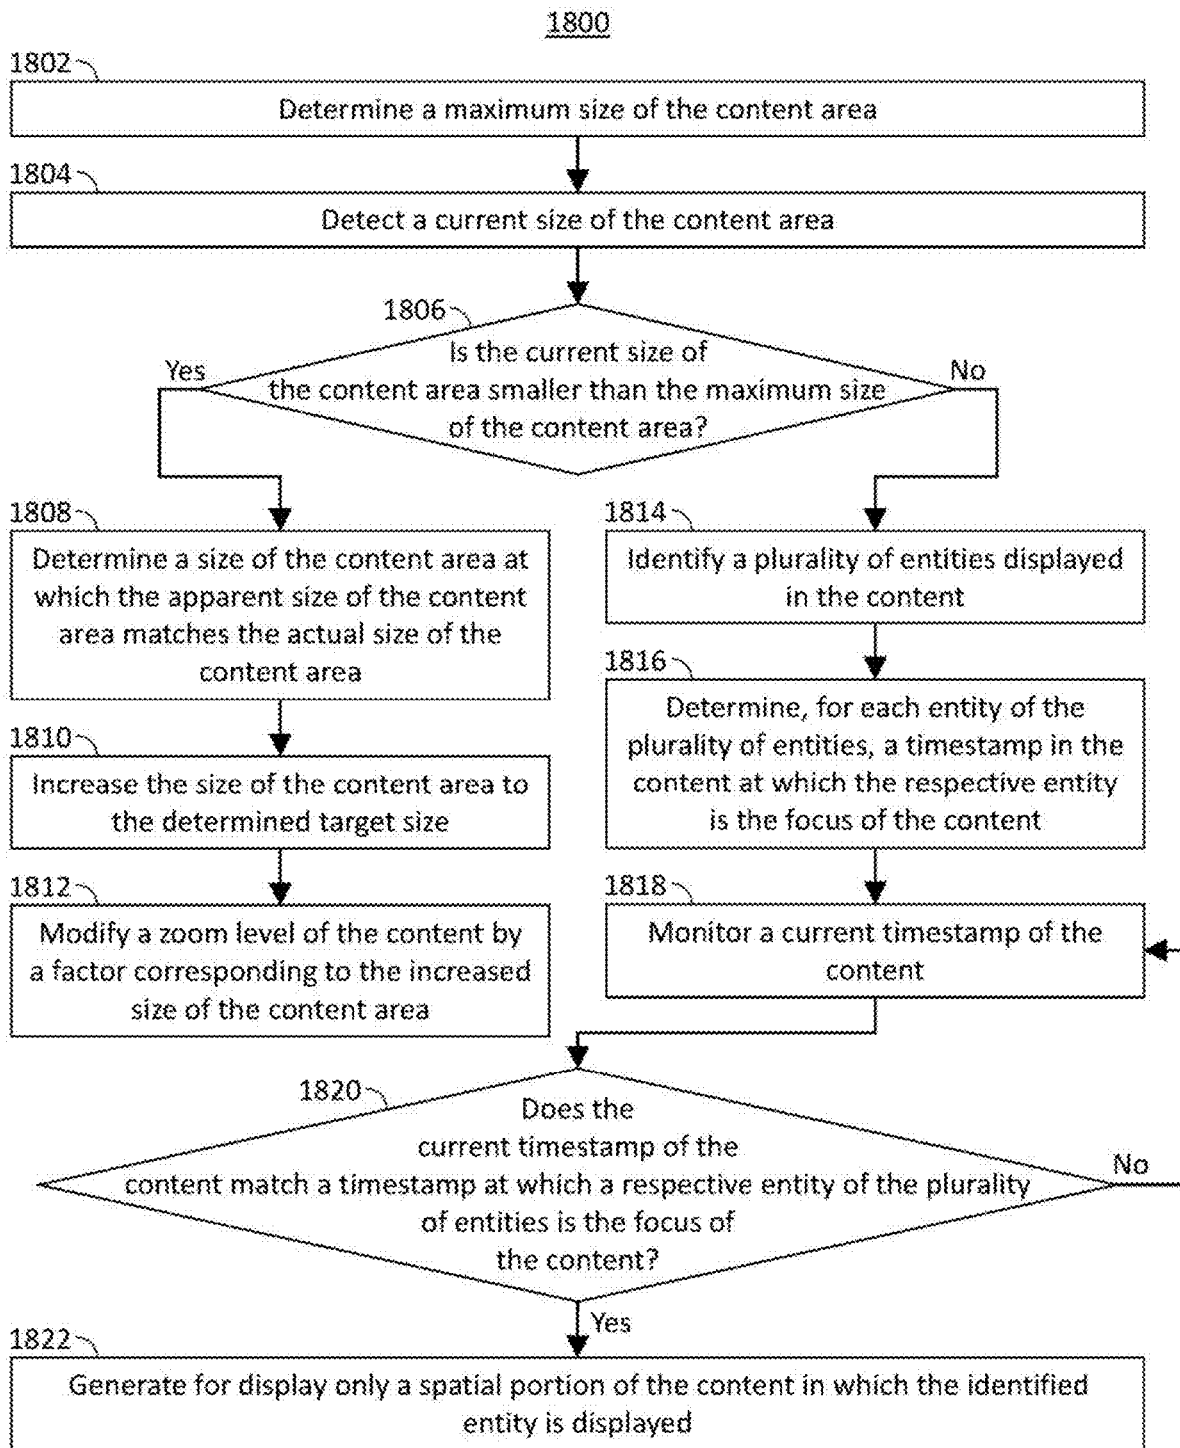 1800
1802
Determine a maximum size of the content area
1804
Detect a current size of the content area
1806
Is the current size of
the content area smaller than the maximum size
of the content area?
Yes
No
1808
Determine a size of the content area at
which the apparent size of the content
area matches the actual size of the
content area
1810
Increase the size of the content area to
the determined target size
1812
Modify a zoom level of the content by
a factor corresponding to the increased
size of the content area
1814
Identify a plurality of entities displayed
in the content
1816
Determine, for each entity of the
plurality of entities, a timestamp in the
content at which the respective entity
is the focus of the content
1818
Monitor a current timestamp of the
content
1820
Does the
current timestamp of the
content match a timestamp at which a respective entity of the plurality
of entities is the focus of
the content?
No
Yes
1822
Generate for display only a spatial portion of the content in which the identified
entity is displayed